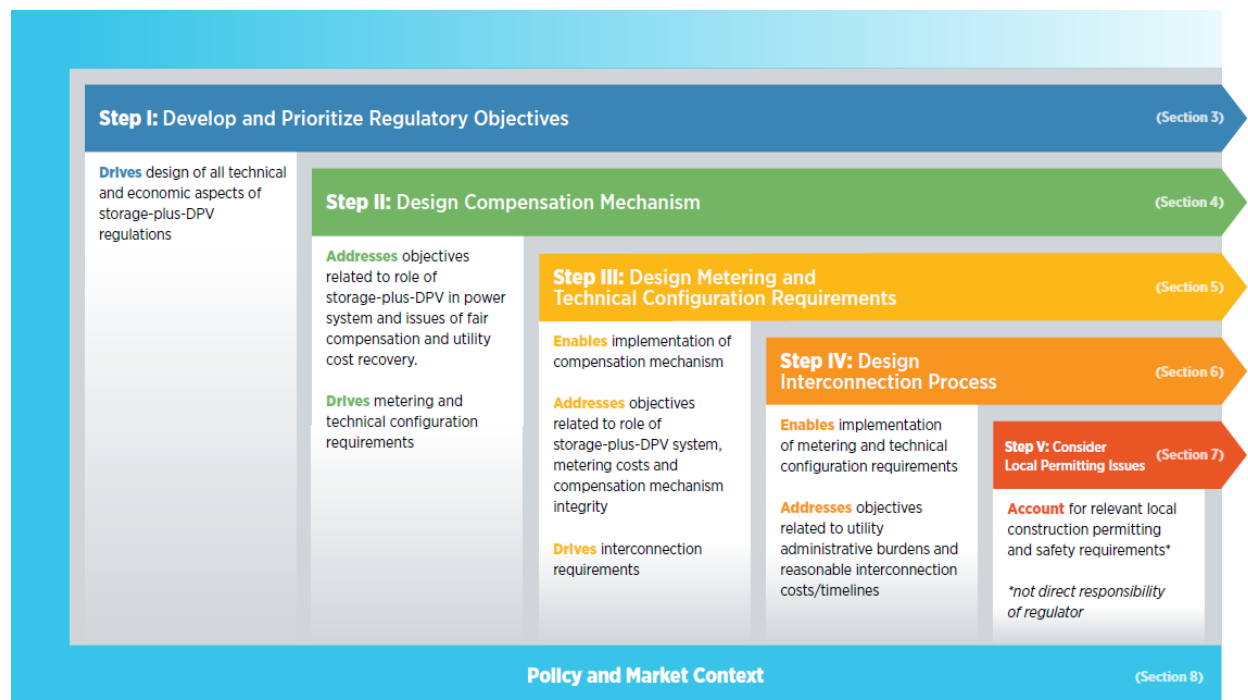 Step I: Develop and Prioritize Regulatory Objectives
(Section 3)
Drives design of all technical
and economic aspects of
storage-plus-DPV
regulations
Step II: Design Compensation Mechanism
(Section 4)
Addresses objectives
related to role of
storage-plus-DPV in power
system and issues of fair
compensation and utility
cost recovery.
Drives metering and
technical configuration
requirements
Step III: Design Metering and
Technical Configuration Requirements
(Section 5)
Enables implementation of
compensation mechanism
Addresses objectives
related to role of
storage-plus-DPV system,
metering costs and
compensation mechanism
integrity
Drives interconnection
requirements
Step IV: Design
Interconnection Process
(Section 6)
Enables implementation
of metering and technical
configuration requirements
Addresses objectives
related to utility
administrative burdens and
reasonable interconnection
costs/timelines
Step V: Consider
Local Permitting Issues
(Section 7)
Account for relevant local
construction permitting
and safety requirements*
*not direct responsibility
of regulator
Policy and Market Context
(Section 8)